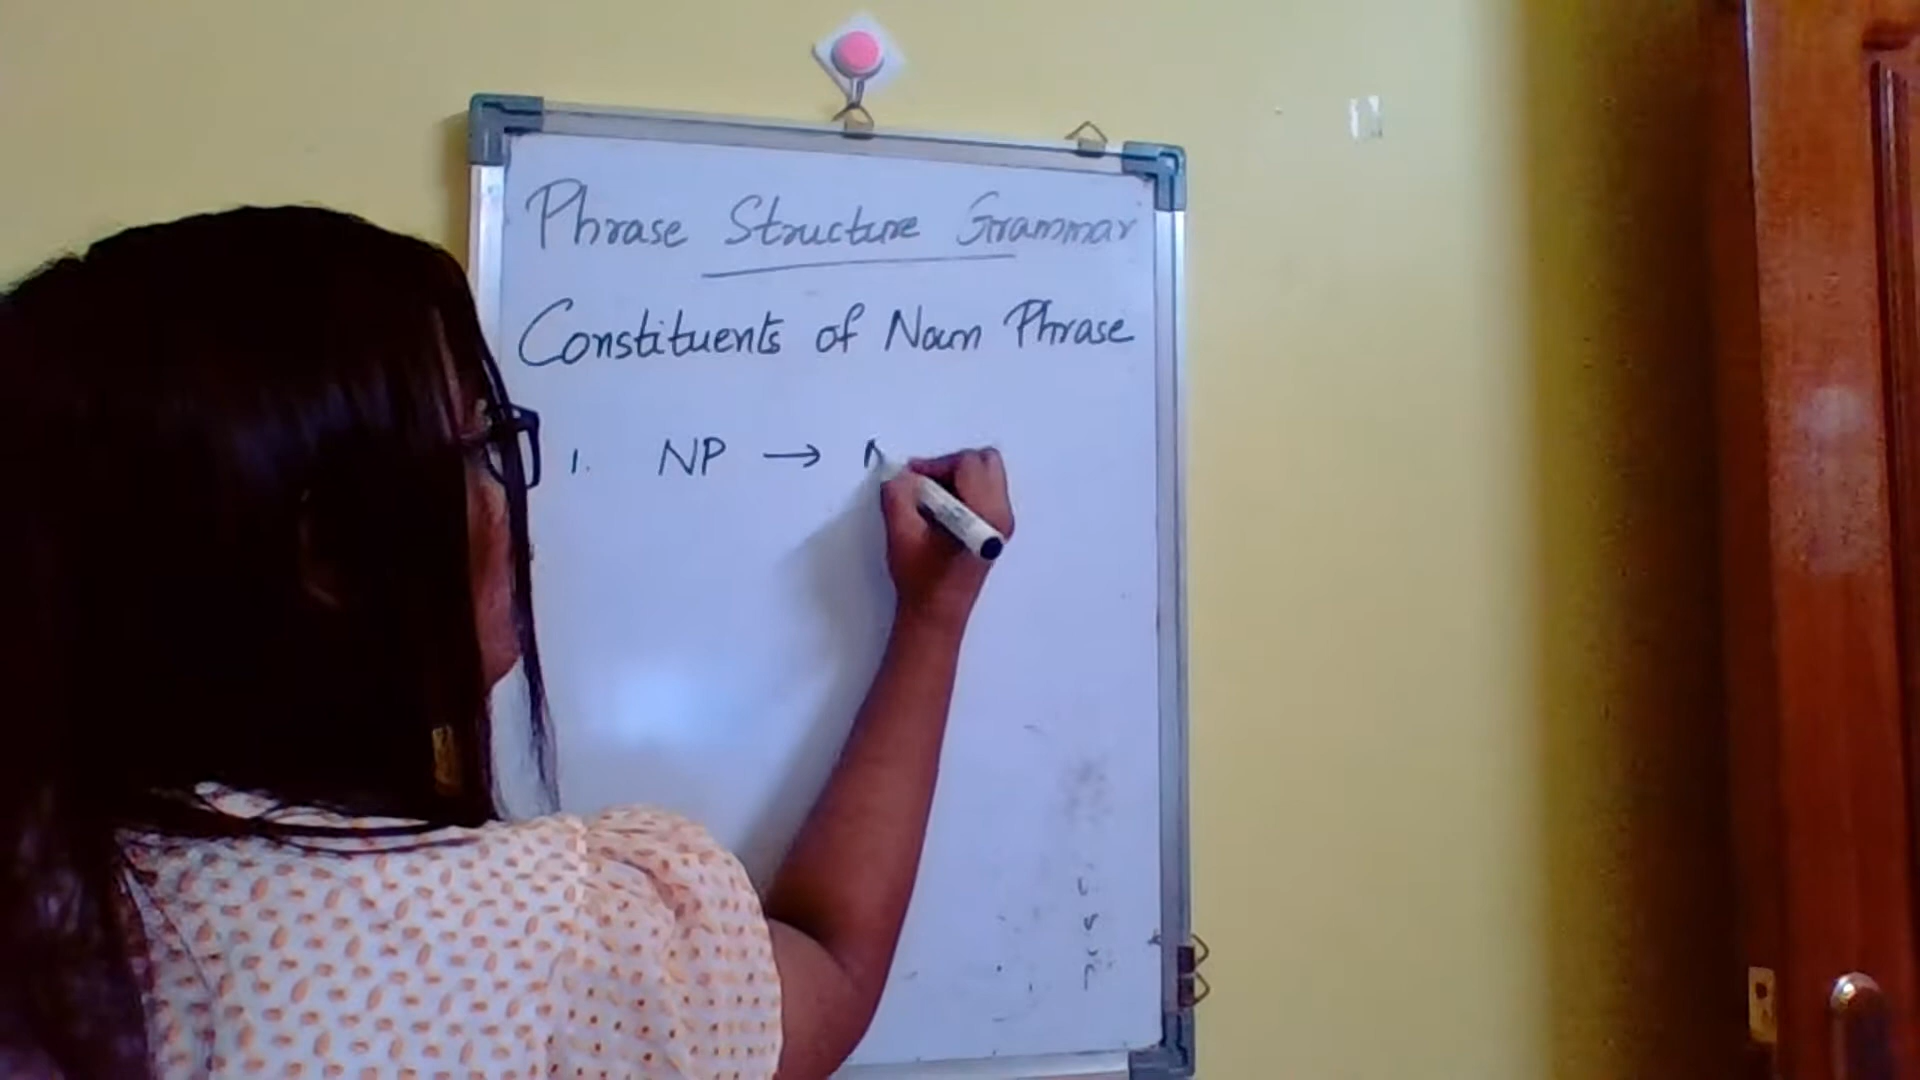 Phrase Structure Grammar
Constituents of Noun Phrase
1. NP →